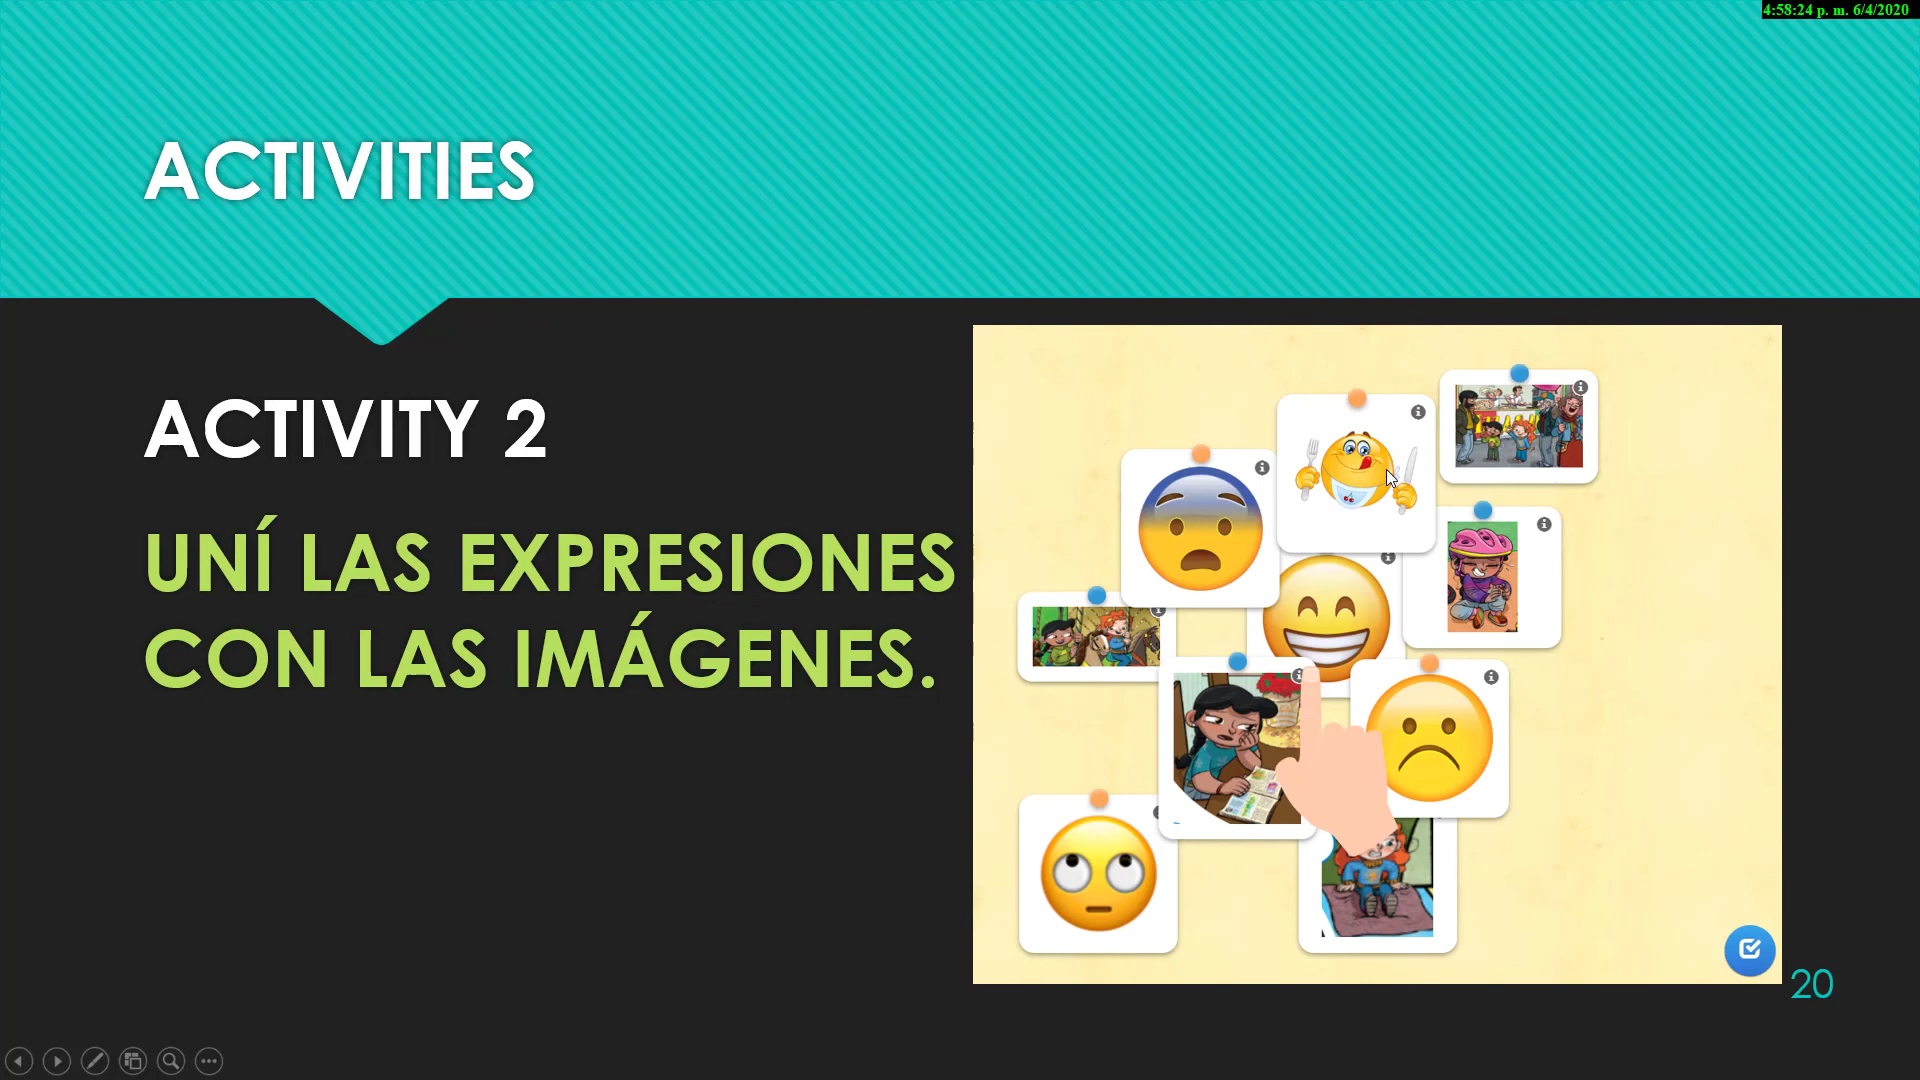 4:58:24 p. m. 6/4/2020
ACTIVITIES
ACTIVITY 2
UNÍ LAS EXPRESIONES
CON LAS IMÁGENES.
20